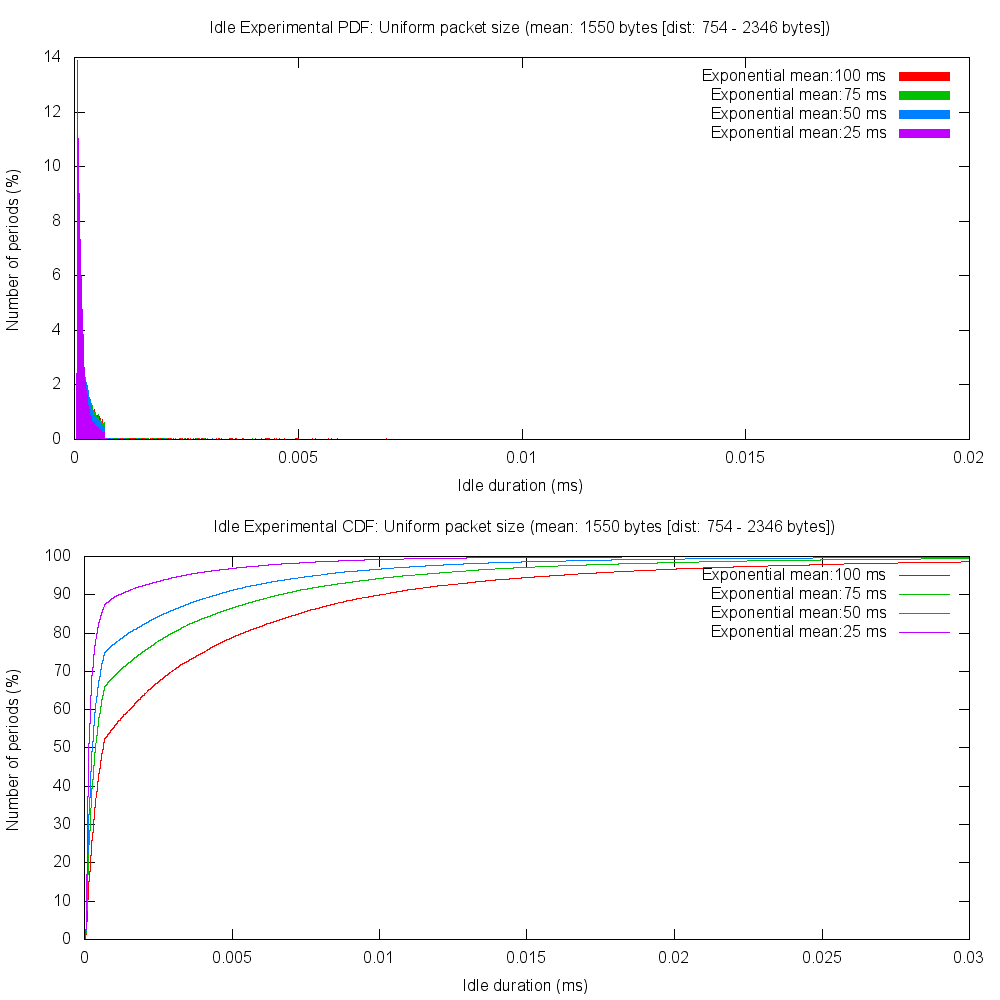 Idle Experimental PDF: Uniform packet size (mean: 1550 bytes [dist: 754 - 2346 bytes])
14
12
10
8
6
4
2
0
Number of periods (%)
Exponential mean:100 ms
Exponential mean:75 ms
Exponential mean:50 ms
Exponential mean:25 ms
0 0.005 0.01 0.015 0.02
Idle duration (ms)
Idle Experimental CDF: Uniform packet size (mean: 1550 bytes [dist: 754 - 2346 bytes])
100
90
80
70
60
50
40
30
20
10
0
Number of periods (%)
Exponential mean:100 ms
Exponential mean:75 ms
Exponential mean:50 ms
Exponential mean:25 ms
0 0.005 0.01 0.015 0.02 0.025 0.03
Idle duration (ms)